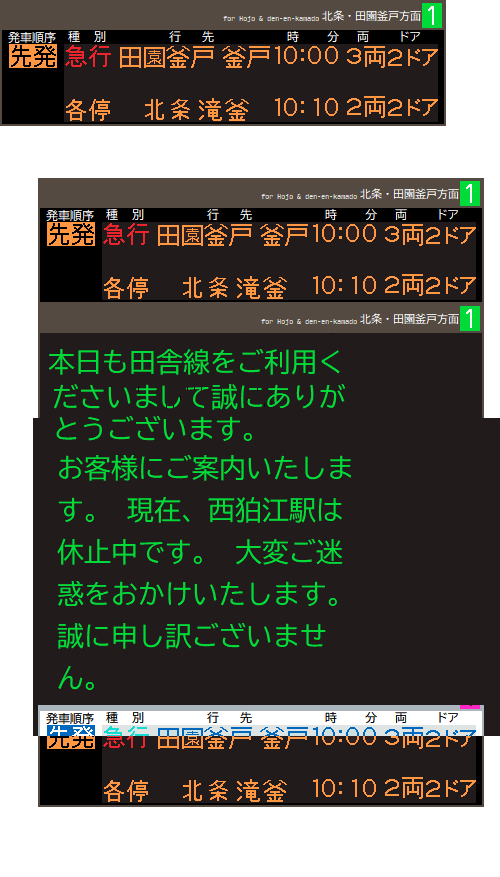 for Hojo & den-en-kamado 北条・田園釜戸方面 1
発車順序 種 別 行 先 時 分 両 ドア
先発 急行 田園釜戸 釜戸 10:00 3両2ドア
各停 北条 滝釜 10:10 2両2ドア
for Hojo & den-en-kamado 北条・田園釜戸方面 1
発車順序 種 別 行 先 時 分 両 ドア
先発 急行 田園釜戸 釜戸 10:00 3両2ドア
各停 北条 滝釜 10:10 2両2ドア
for Hojo & den-en-kamado 北条・田園釜戸方面 1
本日も田舎線をご利用く
ださいまして誠にありが
とうございます。
お客様にご案内いたしま
す。 現在、西狛江駅は
休止中です。 大変ご迷
惑をおかけいたします。
誠に申し訳ございませ
ん。
発車順序 種 別 行 先 時 分 両 ドア
先発 急行 田園釜戸 釜戸 10:00 3両2ドア
各停 北条 滝釜 10:10 2両2ドア